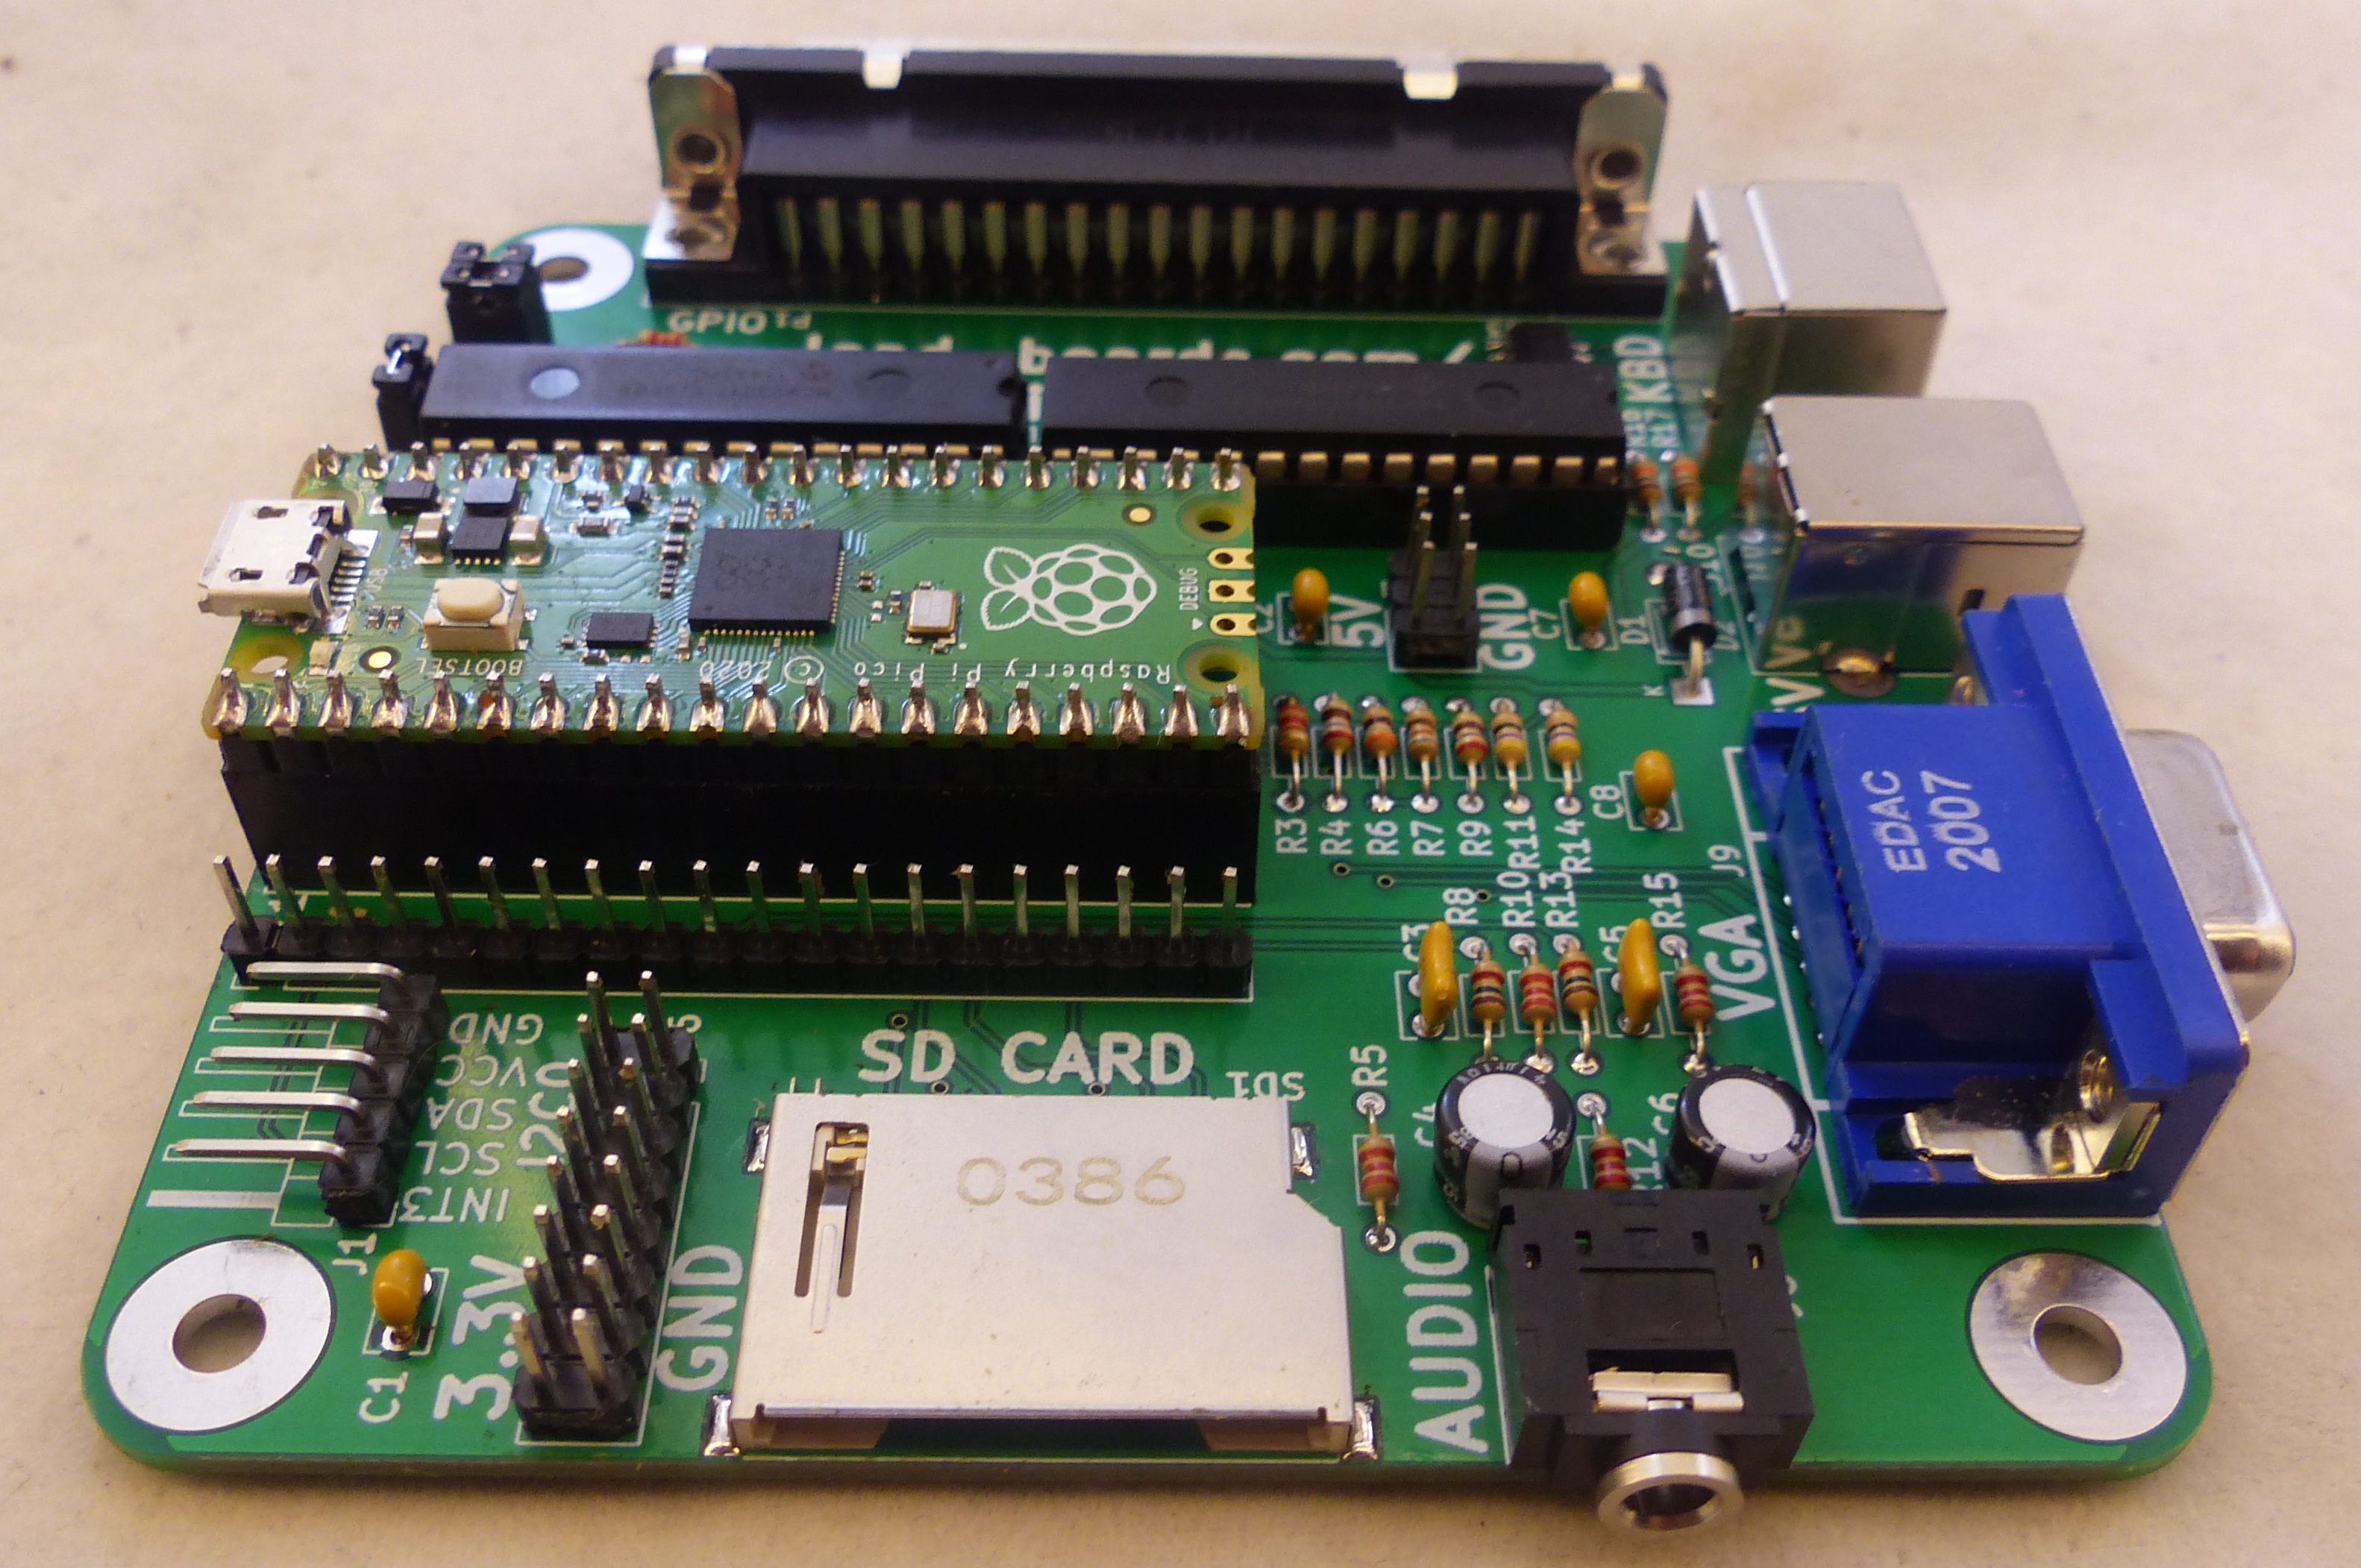 GPIO
KBD
R17
DEBUG
BOOTSEL
Raspberry Pi Pico © 2020
C2
5V
GND
C7
D1
D2
J10
K
EDAC
2007
C8
R3
R4
R6
R7
R9
R11
R14
J9
VGA
C3
R8
R10
R13
C5
R15
GND
VCC
SDA
SCL
INT3
SD CARD
SD1
0386
R5
C4
C6
J1
C1
3.3V
GND
AUDIO